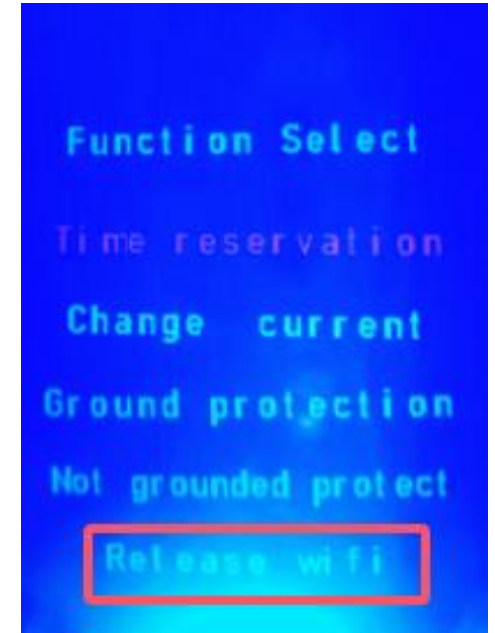 Function Select
Time reservation
Change current
Ground protection
Not grounded protect
Release wifi